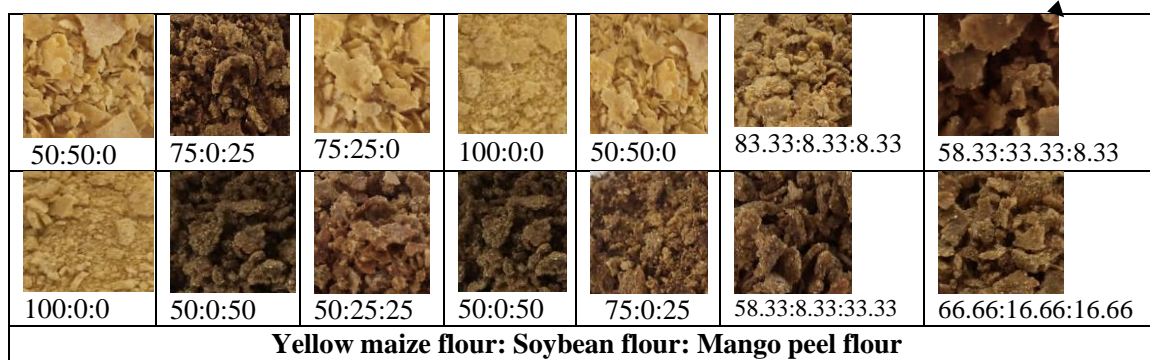 50:50:0 75:0:25 75:25:0 100:0:0 50:50:0 83.33:8.33:8.33 58.33:33.33:8.33
100:0:0 50:0:50 50:25:25 50:0:50 75:0:25 58.33:8.33:33.33 66.66:16.66:16.66
Yellow maize flour: Soybean flour: Mango peel flour